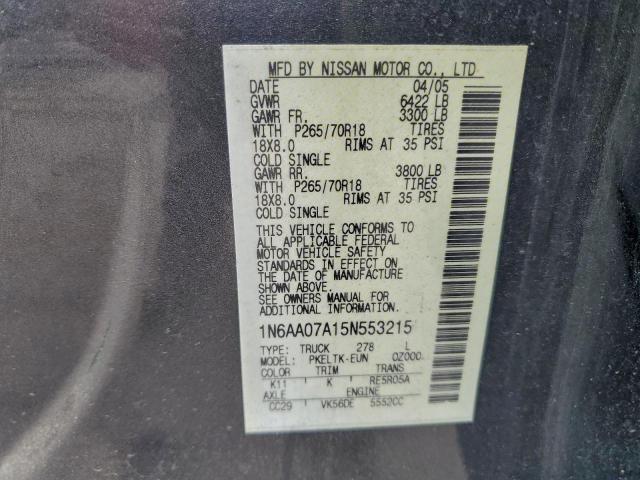 MFD BY NISSAN MOTOR CO., LTD
DATE 04/05
GVWR 6422 LB
GAWR FR. 3300 LB
WITH P265/70R18 TIRES
18X8.0 RIMS AT 35 PSI
COLD SINGLE
GAWR RR. 3800 LB
WITH P265/70R18 TIRES
18X8.0 RIMS AT 35 PSI
COLD SINGLE
THIS VEHICLE CONFORMS TO
ALL APPLICABLE FEDERAL
MOTOR VEHICLE SAFETY
STANDARDS IN EFFECT ON
THE DATE OF MANUFACTURE
SHOWN ABOVE.
SEE OWNERS MANUAL FOR
ADDITIONAL INFORMATION.
1N6AA07A15N553215
TYPE: TRUCK 278 L
MODEL: PKELTK-EUN 0Z000
COLOR TRIM TRANS
K11 K RE5R05A
AXLE ENGINE
CC29 VK56DE 5552CC